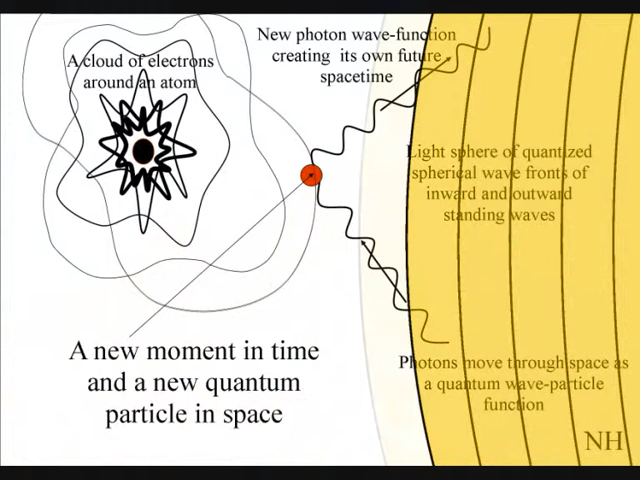 A cloud of electrons
around an atom
New photon wave-function
creating its own future
spacetime
Light sphere of quantized
spherical wave fronts of
inward and outward
standing waves
A new moment in time
and a new quantum
particle in space
Photons move through space as
a quantum wave-particle
function
NH